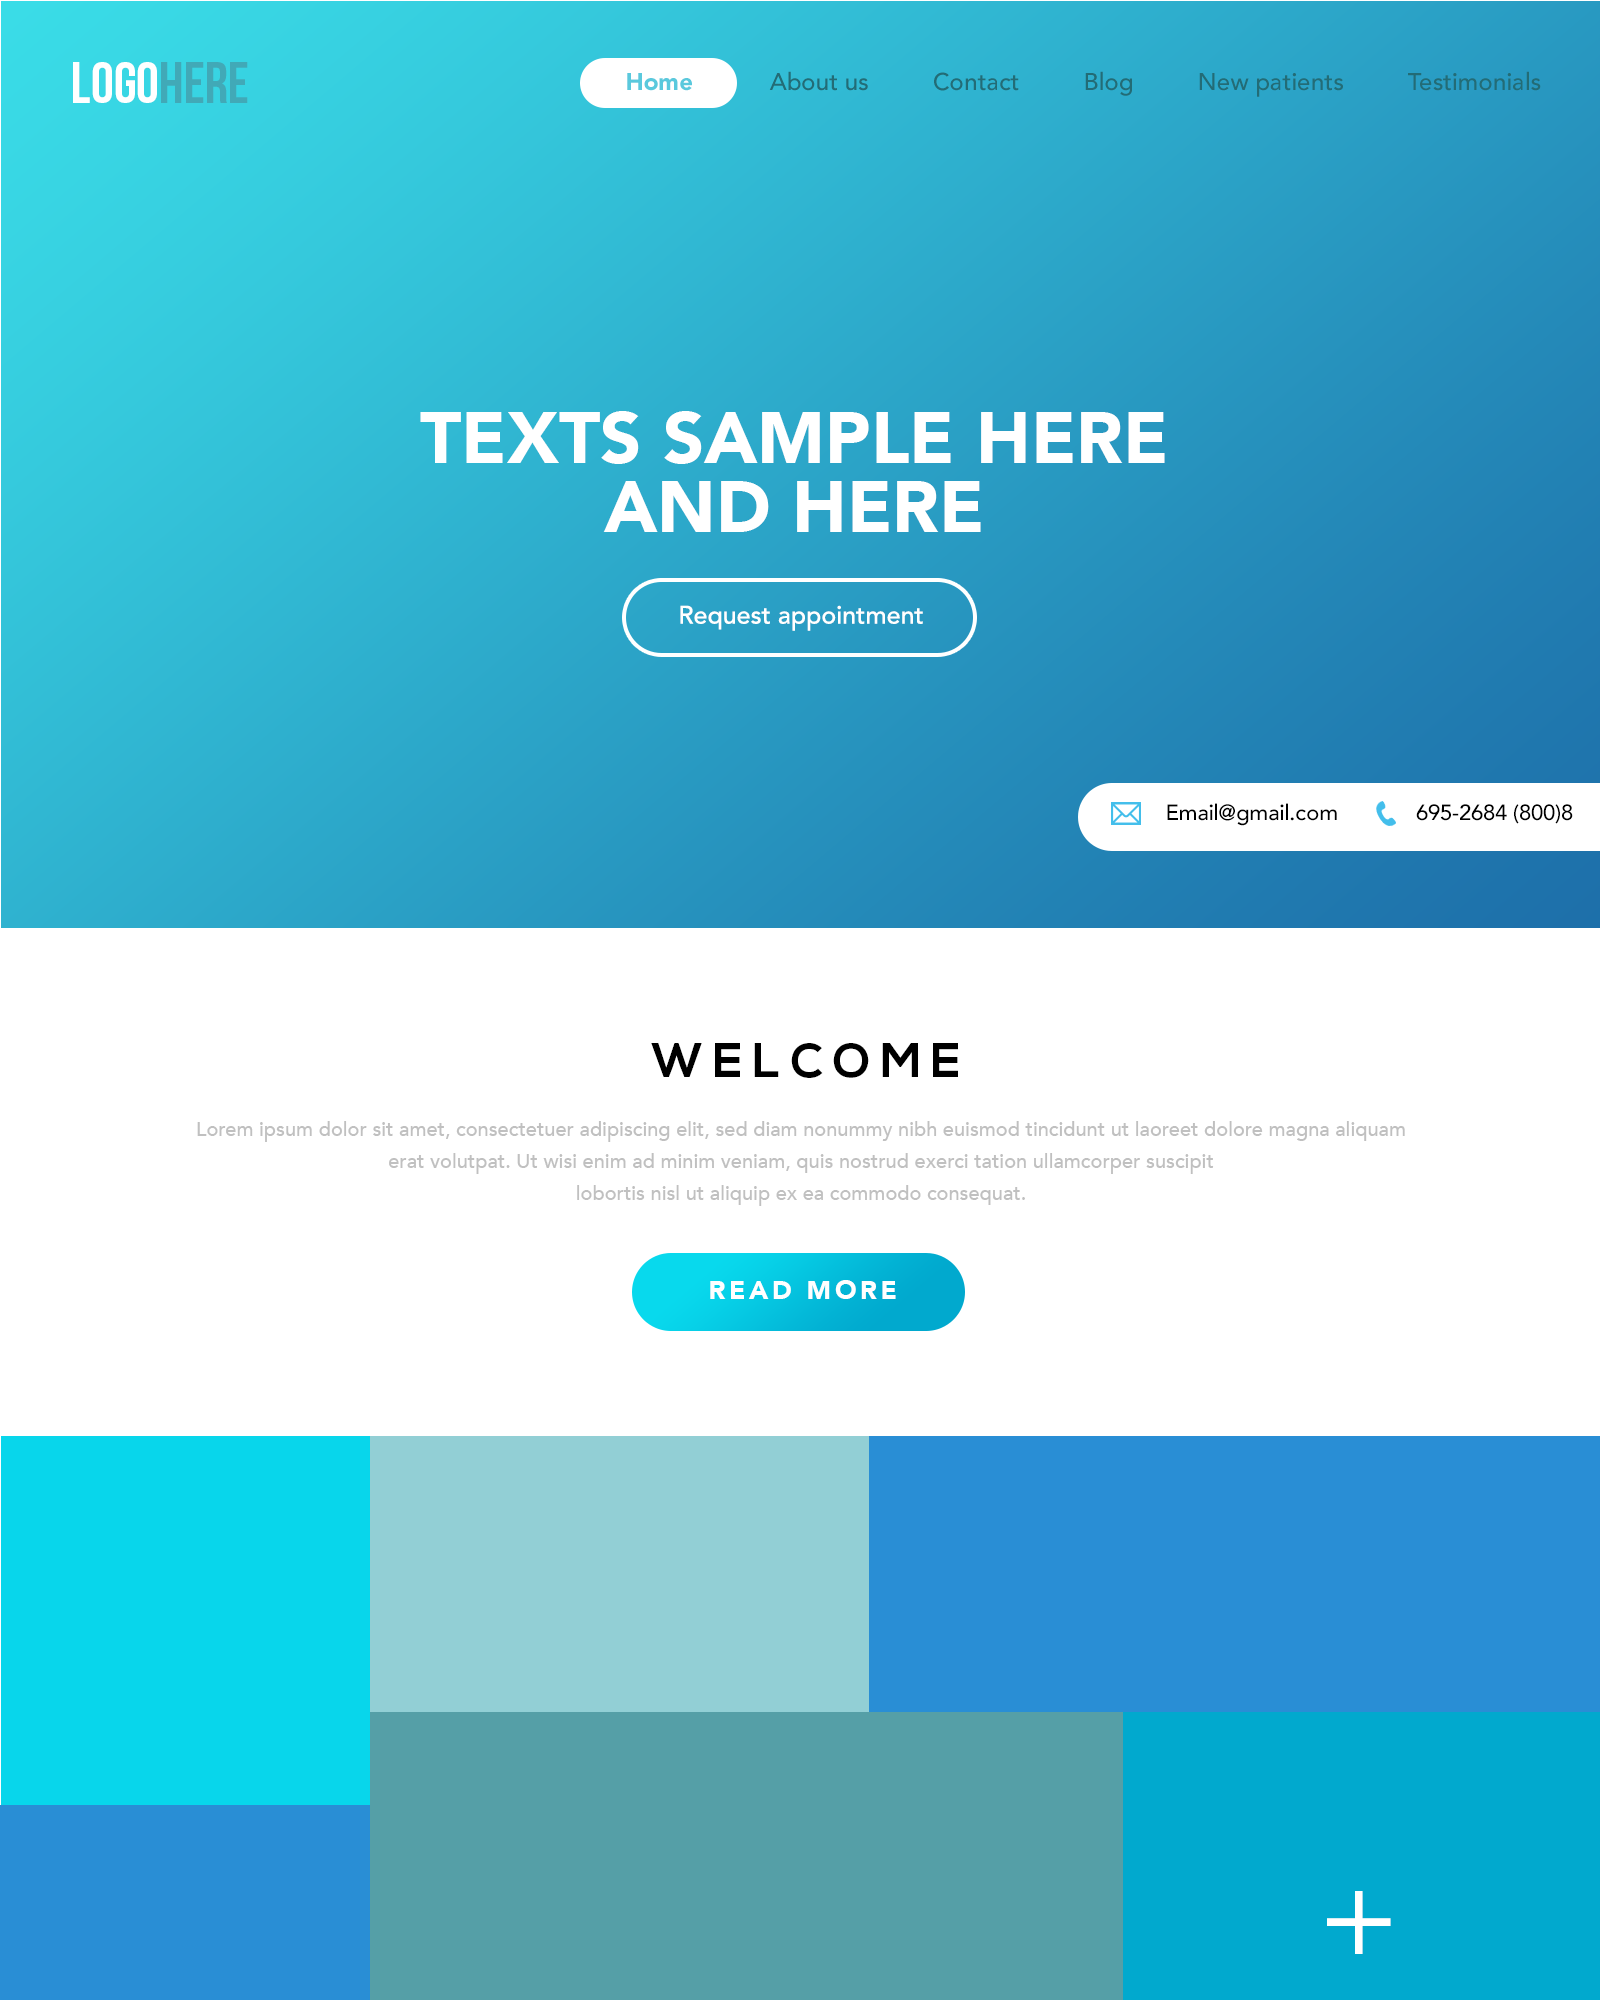 LOGOHERE
Home About us Contact Blog New patients Testimonials
TEXTS SAMPLE HERE
AND HERE
Request appointment
Email@gmail.com 695-2684 (800)8
WELCOME
Lorem ipsum dolor sit amet, consectetuer adipiscing elit, sed diam nonummy nibh euismod tincidunt ut laoreet dolore magna aliquam
erat volutpat. Ut wisi enim ad minim veniam, quis nostrud exerci tation ullamcorper suscipit
lobortis nisl ut aliquip ex ea commodo consequat.
READ MORE